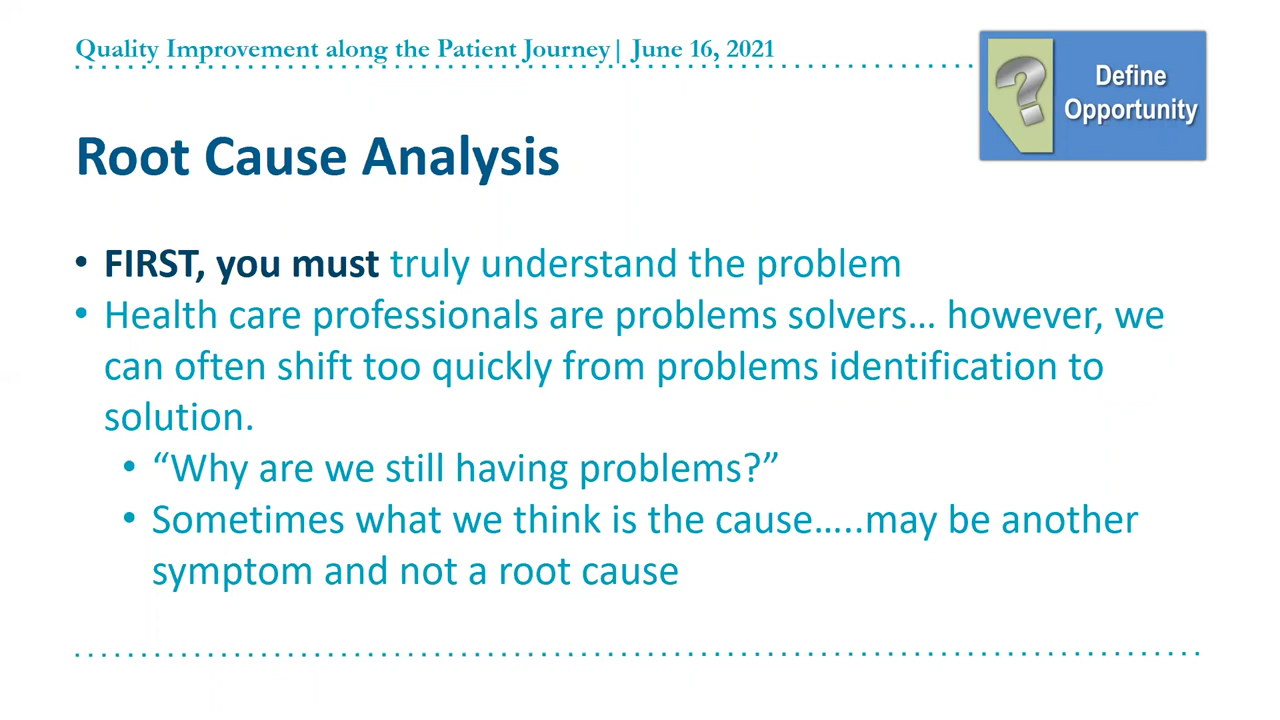 Quality Improvement along the Patient Journey| June 16, 2021
?
Define
Opportunity
Root Cause Analysis
• FIRST, you must truly understand the problem
• Health care professionals are problems solvers… however, we
can often shift too quickly from problems identification to
solution.
• “Why are we still having problems?”
• Sometimes what we think is the cause…..may be another
symptom and not a root cause